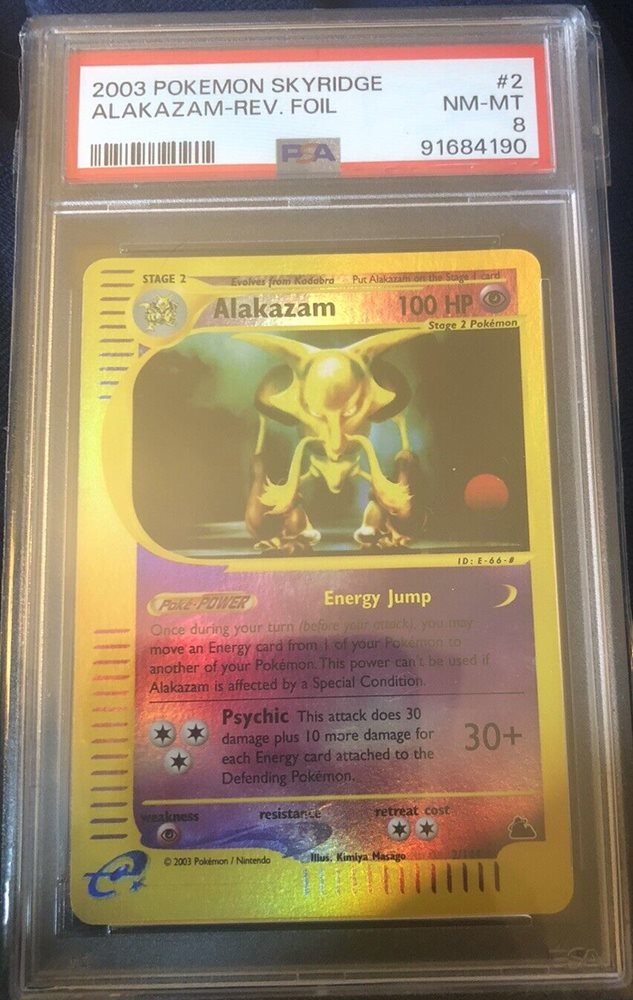 2003 POKEMON SKYRIDGE #2
ALAKAZAM-REV. FOIL NM-MT
8
PSA 91684190
STAGE 2 Evolves from Kadabra Put Alakazam on the Stage 1 card
Alakazam 100 HP
Stage 2 Pokémon
ID: E-66-#
Poké-POWER Energy Jump
Once during your turn (before your attack), you may
move an Energy card from 1 of your Pokémon to
another of your Pokémon. This power can't be used if
Alakazam is affected by a Special Condition.
Psychic This attack does 30
damage plus 10 more damage for
each Energy card attached to the
Defending Pokémon.
30+
weakness resistance retreat cost
© 2003 Pokémon / Nintendo Illus. Kimiya Masago
e